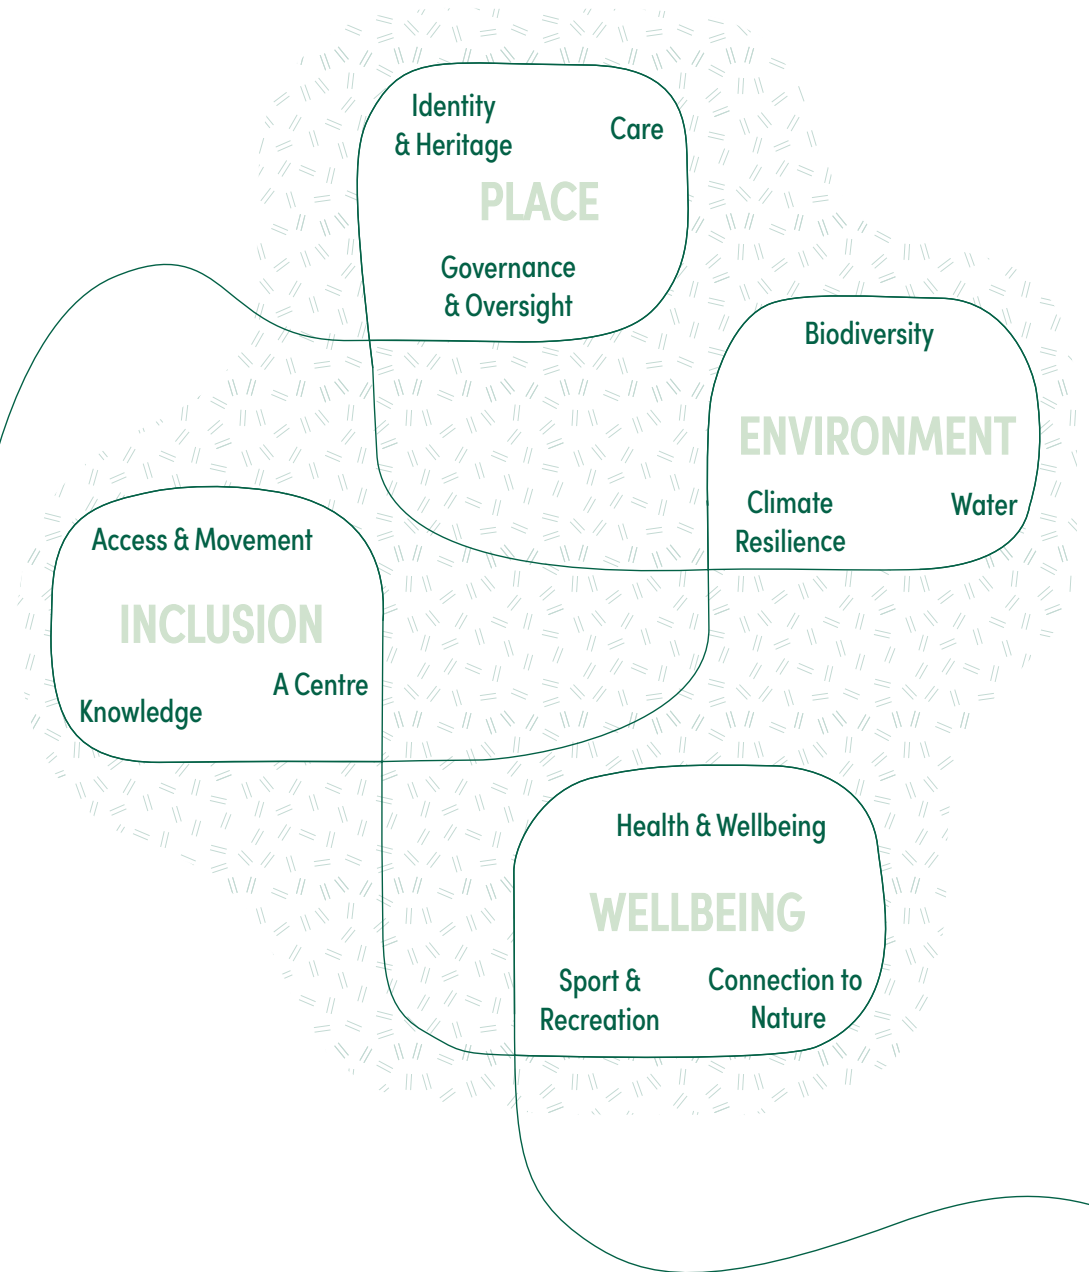 Identity
& Heritage
Care
PLACE
Governance
& Oversight
Biodiversity
ENVIRONMENT
Climate
Resilience
Water
Access & Movement
INCLUSION
A Centre
Knowledge
Health & Wellbeing
WELLBEING
Sport &
Recreation
Connection to
Nature